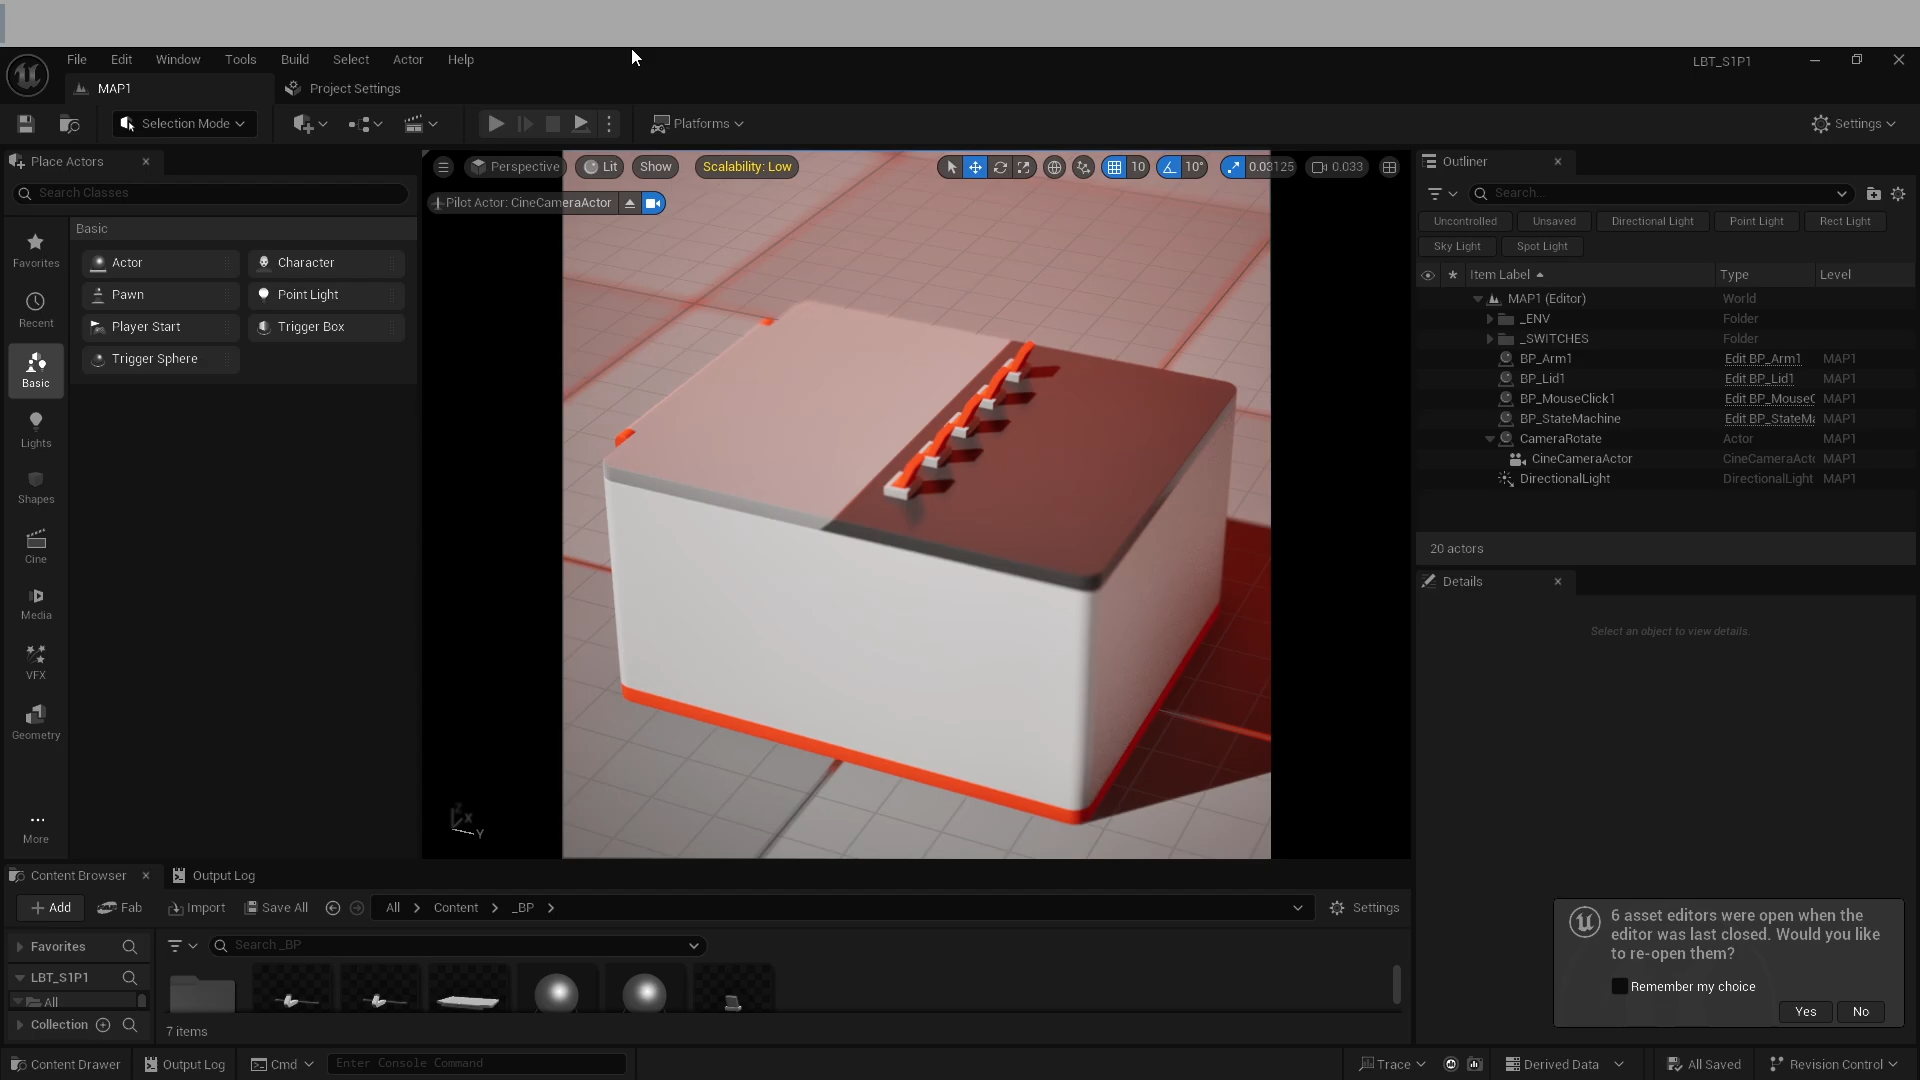 File Edit Window Tools Build Select Actor Help
LBT_S1P1
MAP1
Project Settings
Selection Mode
Platforms
Settings
Place Actors
Search Classes
Basic
Favorites
Recent
Basic
Lights
Shapes
Cine
Media
VFX
Geometry
More
Actor
Character
Pawn
Point Light
Player Start
Trigger Box
Trigger Sphere
Perspective
Lit
Show
Scalability: Low
10
10°
0.03125
0.033
Pilot Actor: CineCameraActor
X
Y
Outliner
Search...
Uncontrolled Unsaved Directional Light Point Light Rect Light
Sky Light Spot Light
Item Label Type Level
MAP1 (Editor) World
_ENV Folder
_SWITCHES Folder
BP_Arm1 Edit BP_Arm1 MAP1
BP_Lid1 Edit BP_Lid1 MAP1
BP_MouseClick1 Edit BP_MouseC MAP1
BP_StateMachine Edit BP_StateMa MAP1
CameraRotate Actor MAP1
CineCameraActor CineCameraActo MAP1
DirectionalLight DirectionalLight MAP1
20 actors
Details
Select an object to view details.
Content Browser
Output Log
Add
Fab
Import
Save All
All > Content > _BP >
Settings
Favorites
LBT_S1P1
All
Collection
Search _BP
7 items
6 asset editors were open when the
editor was last closed. Would you like
to re-open them?
Remember my choice
Yes No
Content Drawer
Output Log
Cmd
Enter Console Command
Trace
Derived Data
All Saved
Revision Control